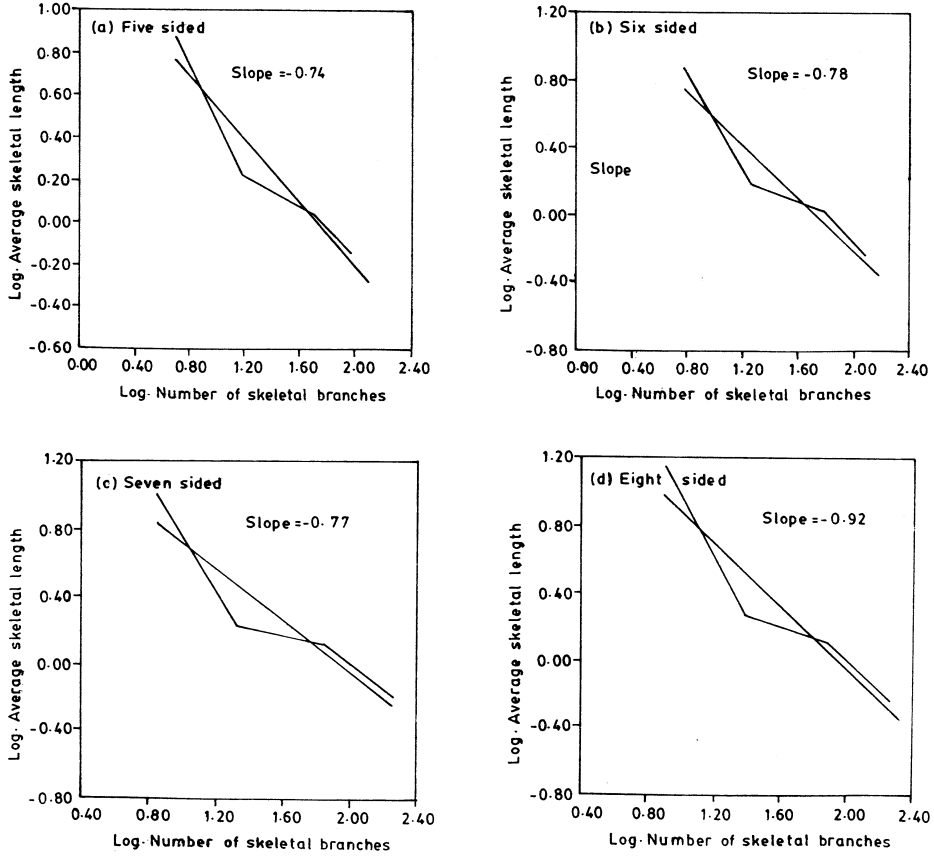 (a) Five sided
Slope = -0.74
Log. Average skeletal length
1.00
0.80
0.60
0.40
0.20
0.00
-0.20
-0.40
-0.60
0.00 0.40 0.80 1.20 1.60 2.00 2.40
Log. Number of skeletal branches
(b) Six sided
Slope = -0.78
Slope
Log. Average skeletal length
1.20
0.80
0.40
0.00
-0.40
-0.80
0.00 0.40 0.80 1.20 1.60 2.00 2.40
Log. Number of skeletal branches
(c) Seven sided
Slope = -0.77
Log. Average skeletal length
1.20
0.80
0.40
0.00
-0.40
-0.80
0.40 0.80 1.20 1.60 2.00 2.40
Log. Number of skeletal branches
(d) Eight sided
Slope = -0.92
Log. Average skeletal length
1.20
0.80
0.40
0.00
-0.40
-0.80
0.40 0.80 1.20 1.60 2.00 2.40
Log. Number of skeletal branches